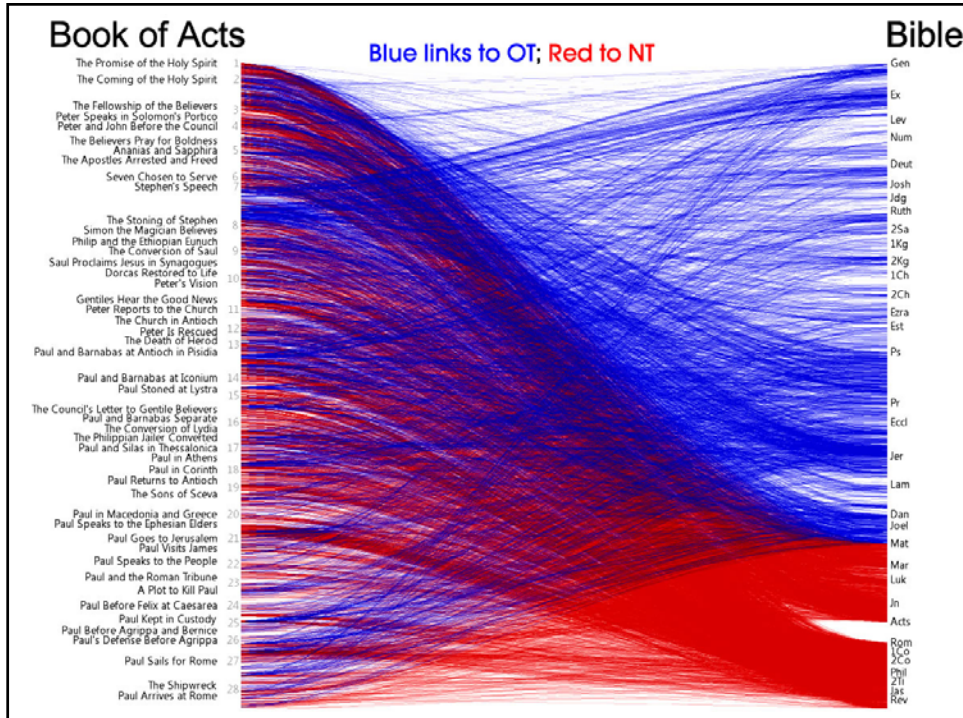 Book of Acts
Bible
Blue links to OT; Red to NT
The Promise of the Holy Spirit 1
The Coming of the Holy Spirit 2
The Fellowship of the Believers
Peter Speaks in Solomon's Portico 3
Peter and John Before the Council 4
The Believers Pray for Boldness
Ananias and Sapphira 5
The Apostles Arrested and Freed
Seven Chosen to Serve 6
Stephen's Speech 7
The Stoning of Stephen
Simon the Magician Believes 8
Philip and the Ethiopian Eunuch
The Conversion of Saul 9
Saul Proclaims Jesus in Synagogues
Dorcas Restored to Life
Peter's Vision 10
Gentiles Hear the Good News
Peter Reports to the Church 11
The Church in Antioch
Peter Is Rescued 12
The Death of Herod
Paul and Barnabas at Antioch in Pisidia 13
Paul and Barnabas at Iconium 14
Paul Stoned at Lystra
15
The Council's Letter to Gentile Believers
Paul and Barnabas Separate
The Conversion of Lydia 16
The Philippian Jailer Converted
Paul and Silas in Thessalonica 17
Paul in Athens
Paul in Corinth 18
Paul Returns to Antioch
The Sons of Sceva 19
Paul in Macedonia and Greece 20
Paul Speaks to the Ephesian Elders
Paul Goes to Jerusalem 21
Paul Visits James
Paul Speaks to the People 22
Paul and the Roman Tribune 23
A Plot to Kill Paul
Paul Before Felix at Caesarea 24
Paul Kept in Custody 25
Paul Before Agrippa and Bernice
Paul's Defense Before Agrippa 26
Paul Sails for Rome 27
The Shipwreck 28
Paul Arrives at Rome
Gen
Ex
Lev
Num
Deut
Josh
Jdg
Ruth
2Sa
1Kg
2Kg
1Ch
2Ch
Ezra
Est
Ps
Pr
Eccl
Jer
Lam
Dan
Joel
Mat
Mar
Luk
Jn
Acts
Rom
1Co
2Co
Phil
2Ti
Jas
Rev